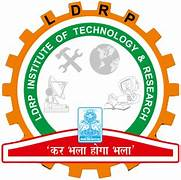 LDRP
LDRP INSTITUTE OF TECHNOLOGY & RESEARCH
'कर भला होगा भला'